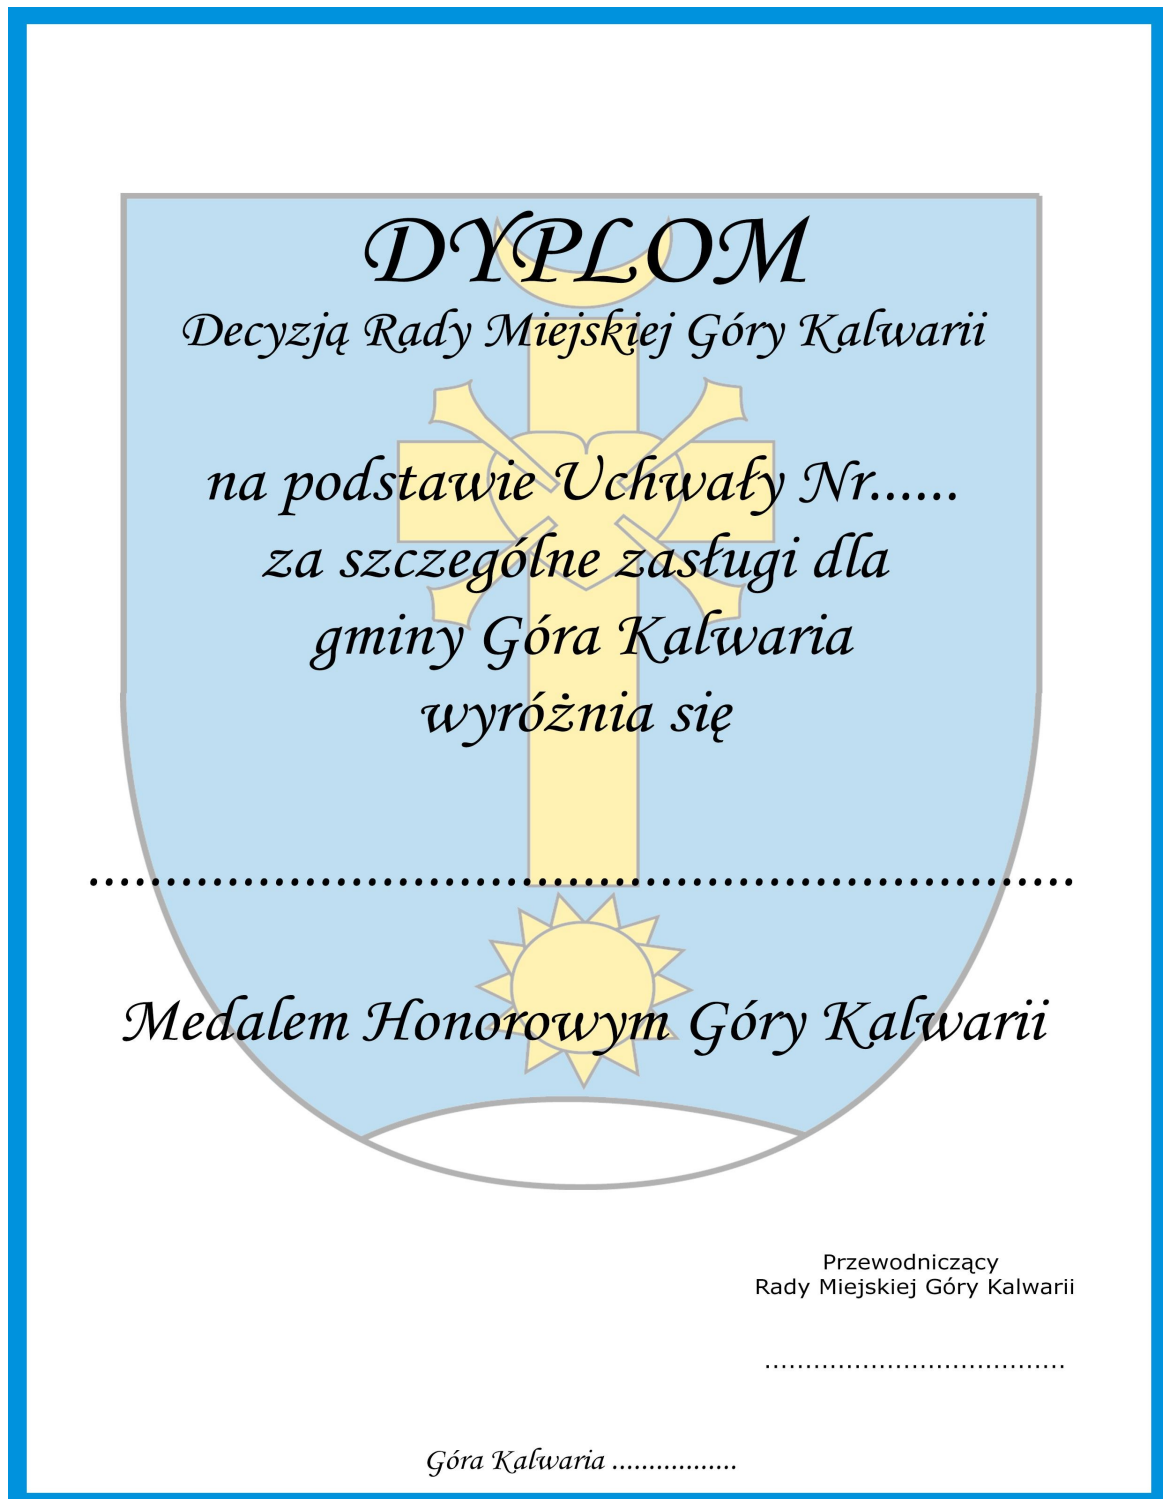 DYPLOM
Decyzją Rady Miejskiej Góry Kalwarii
na podstawie Uchwały Nr......
za szczególne zasługi dla
gminy Góra Kalwaria
wyróżnia się
................................................................
Medalem Honorowym Góry Kalwarii
Przewodniczący
Rady Miejskiej Góry Kalwarii
.....................................
Góra Kalwaria .................